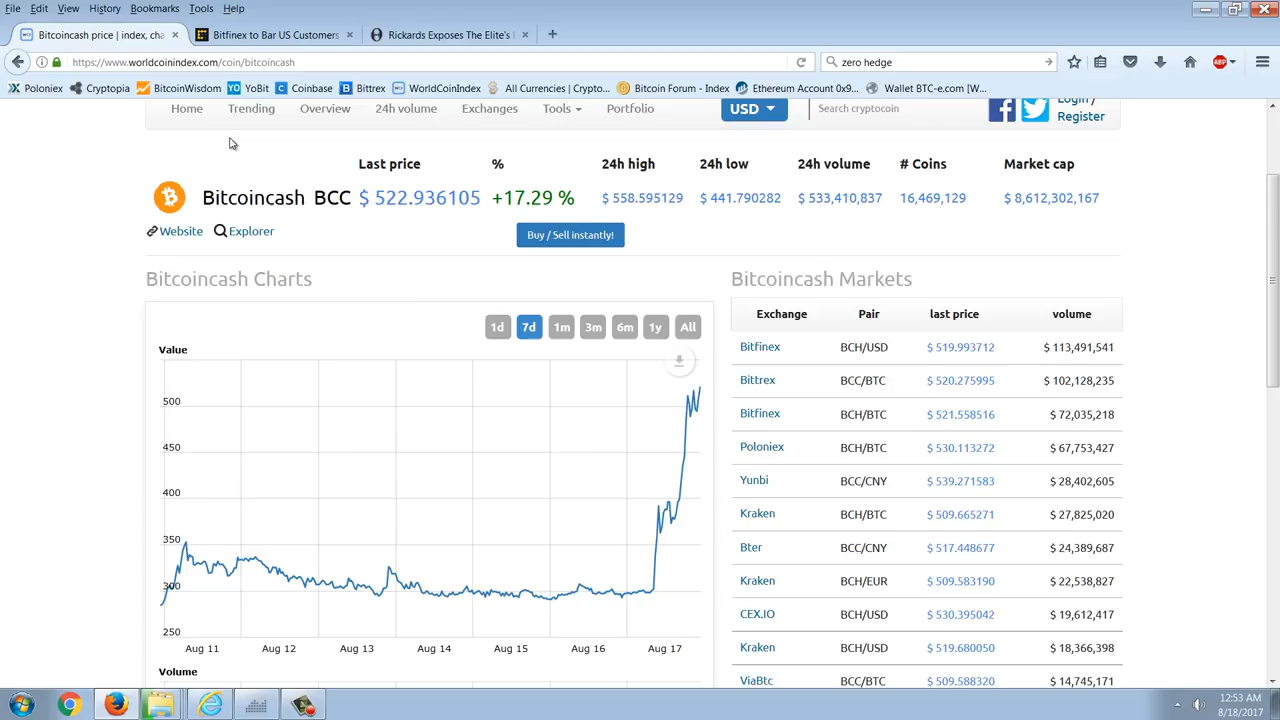 File Edit View History Bookmarks Tools Help
Bitcoincash price | index, cha × Bitfinex to Bar US Customers × Rickards Exposes The Elite's × +
https://www.worldcoinindex.com/coin/bitcoincash zero hedge ABP
Poloniex Cryptopia BitcoinWisdom YO YoBit Coinbase Bittrex WorldCoinIndex All Currencies | Crypto... Bitcoin Forum - Index Ethereum Account 0x9... Wallet BTC-e.com [W...
Home Trending Overview 24h volume Exchanges Tools Portfolio USD Search cryptocoin Login /
Register
Last price % 24h high 24h low 24h volume # Coins Market cap
Bitcoincash BCC $ 522.936105 +17.29 % $ 558.595129 $ 441.790282 $ 533,410,837 16,469,129 $ 8,612,302,167
Website Explorer Buy / Sell instantly!
Bitcoincash Charts
1d 7d 1m 3m 6m 1y All
Value
500
450
400
350
300
250
Aug 11 Aug 12 Aug 13 Aug 14 Aug 15 Aug 16 Aug 17
Volume
Bitcoincash Markets
Exchange Pair last price volume
Bitfinex BCH/USD $ 519.993712 $ 113,491,541
Bittrex BCC/BTC $ 520.275995 $ 102,128,235
Bitfinex BCH/BTC $ 521.558516 $ 72,035,218
Poloniex BCH/BTC $ 530.113272 $ 67,753,427
Yunbi BCC/CNY $ 539.271583 $ 28,402,605
Kraken BCH/BTC $ 509.665271 $ 27,825,020
Bter BCC/CNY $ 517.448677 $ 24,389,687
Kraken BCH/EUR $ 509.583190 $ 22,538,827
CEX.IO BCH/USD $ 530.395042 $ 19,612,417
Kraken BCH/USD $ 519.680050 $ 18,366,398
ViaBtc BCC/BTC $ 509.588320 $ 14,745,171
12:53 AM
8/18/2017